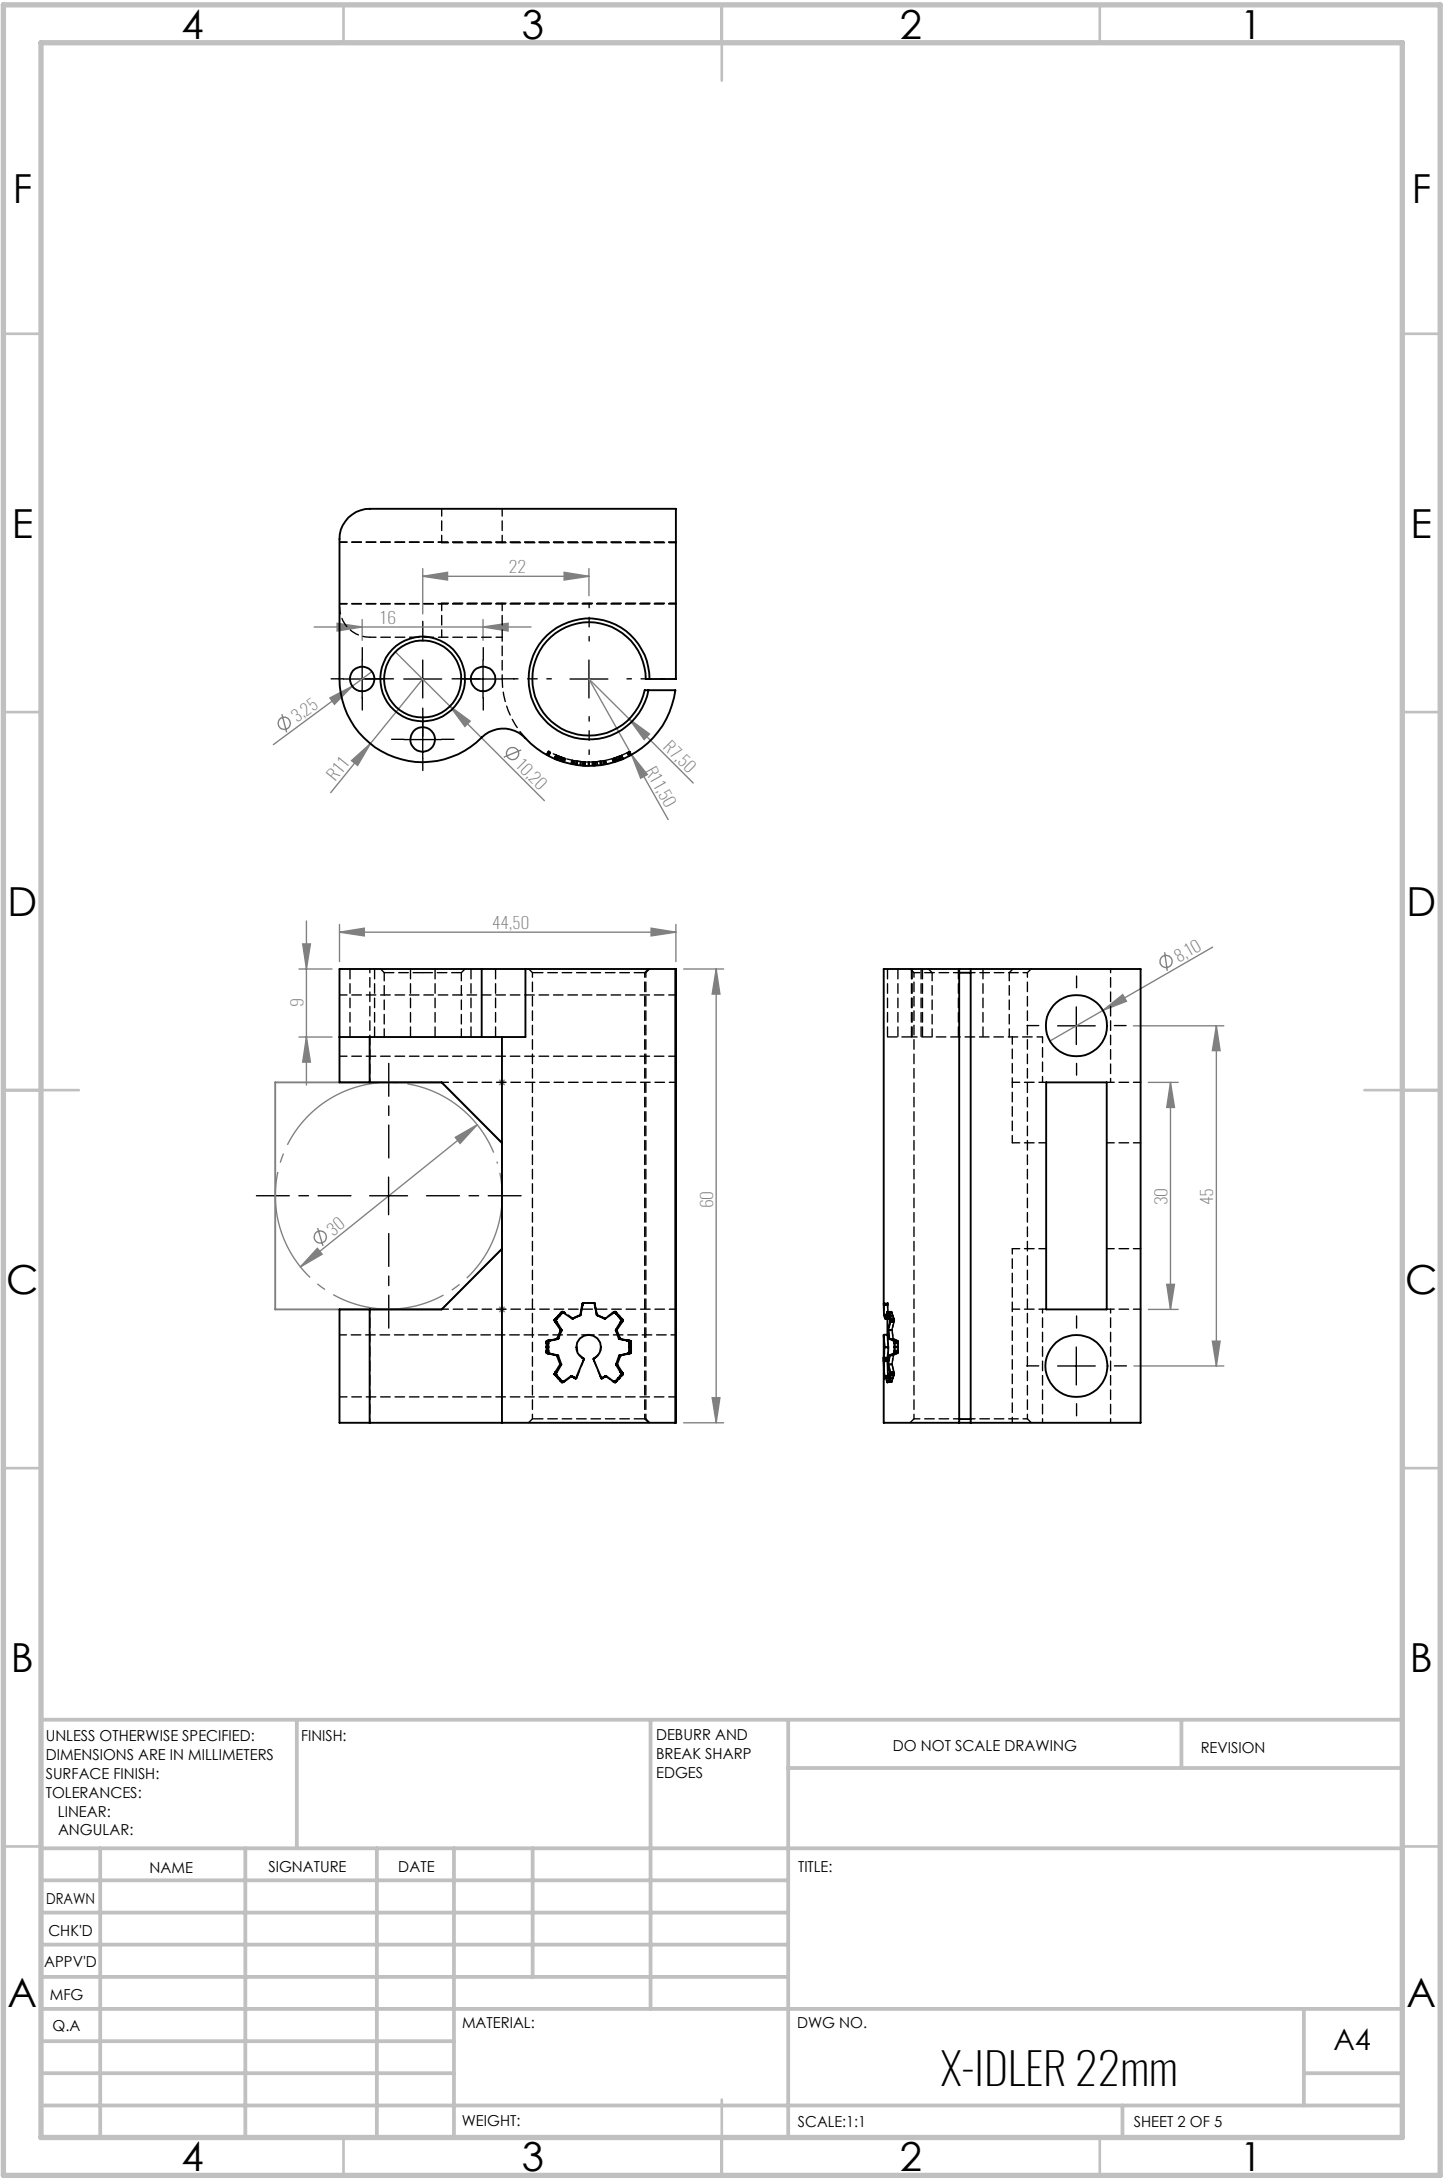 4 3 2 1
F F
E E
D D
C C
B B
A A
22
16
Φ3,25
R11
Φ10,20
R7,50
R11,50
44,50
9
Φ30
60
Φ8,10
30
45
UNLESS OTHERWISE SPECIFIED:
DIMENSIONS ARE IN MILLIMETERS
SURFACE FINISH:
TOLERANCES:
LINEAR:
ANGULAR:
FINISH:
DEBURR AND
BREAK SHARP
EDGES
DO NOT SCALE DRAWING
REVISION
NAME SIGNATURE DATE
DRAWN
CHK'D
APPV'D
MFG
Q.A
TITLE:
MATERIAL:
DWG NO.
X-IDLER 22mm
A4
WEIGHT:
SCALE:1:1
SHEET 2 OF 5
4 3 2 1